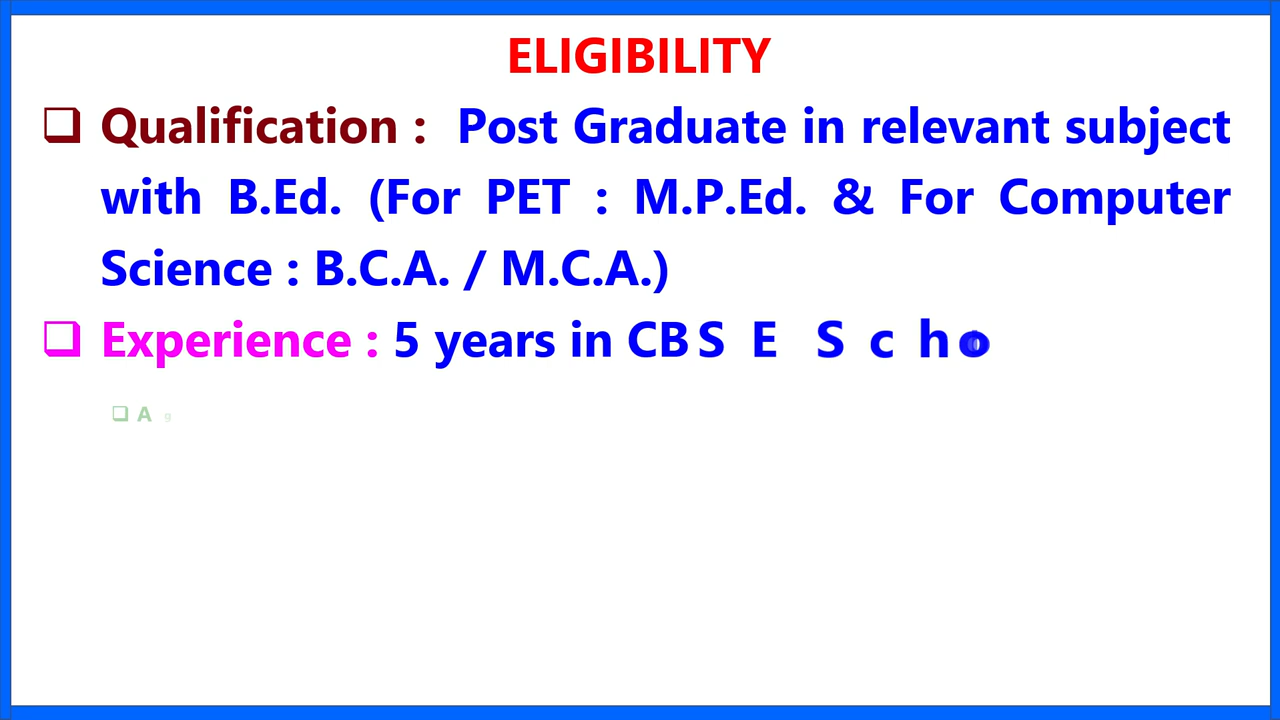 ELIGIBILITY
❑ Qualification : Post Graduate in relevant subject
with B.Ed. (For PET : M.P.Ed. & For Computer
Science : B.C.A. / M.C.A.)
❑ Experience : 5 years in CBSE Scho
❑ Ag